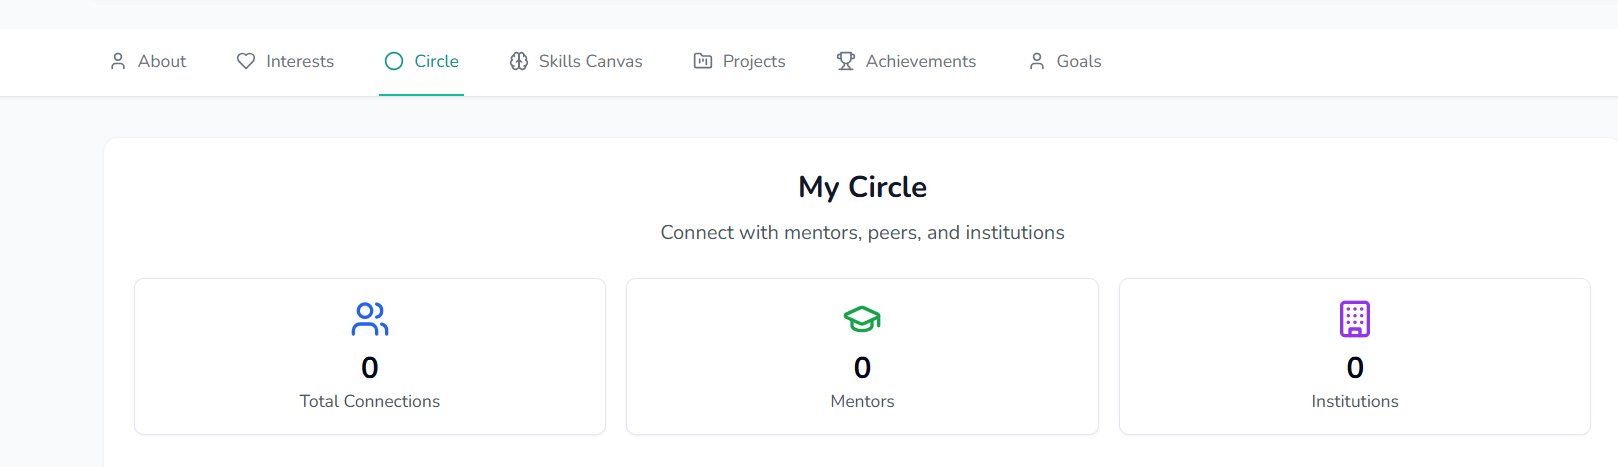 About Interests Circle Skills Canvas Projects Achievements Goals
My Circle
Connect with mentors, peers, and institutions
0 0 0
Total Connections Mentors Institutions